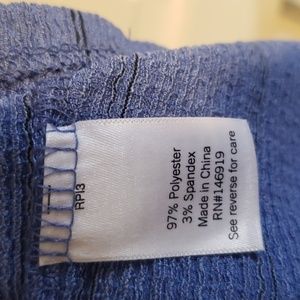 RPI3
97% Polyester
3% Spandex
Made in China
RN#146919
See reverse for care